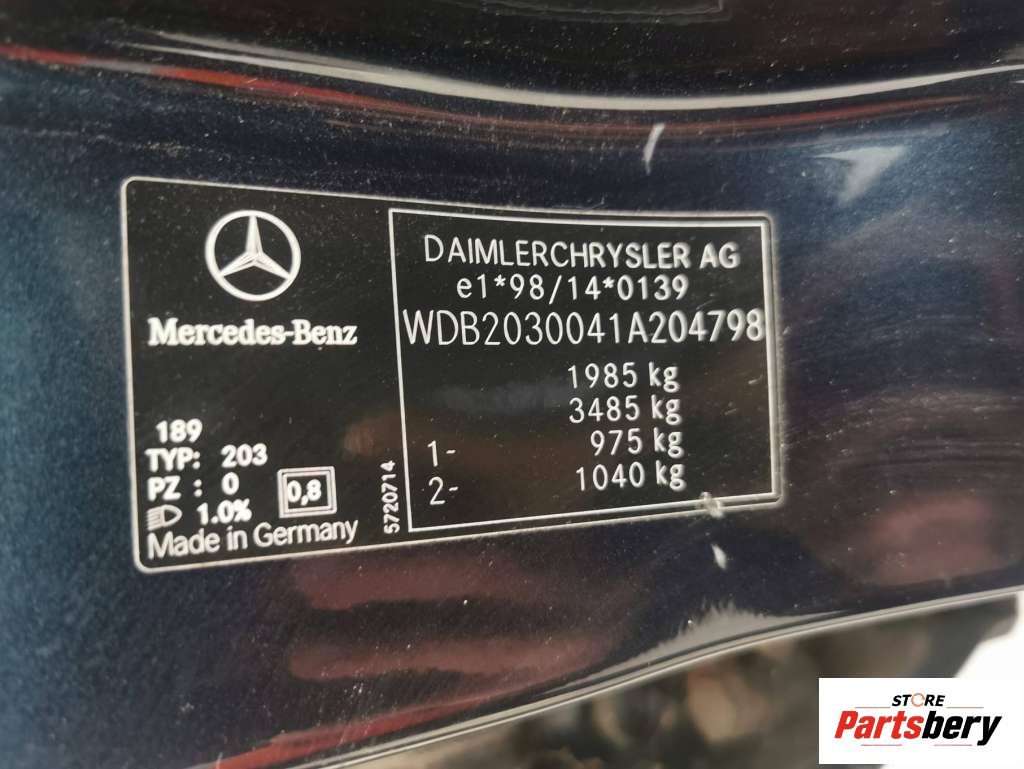 Mercedes-Benz
189
TYP: 203
PZ : 0
1.0%
0,8
Made in Germany
5720714
DAIMLERCHRYSLER AG
e1*98/14*0139
WDB2030041A204798
1985 kg
3485 kg
1- 975 kg
2- 1040 kg
STORE
Partsbery